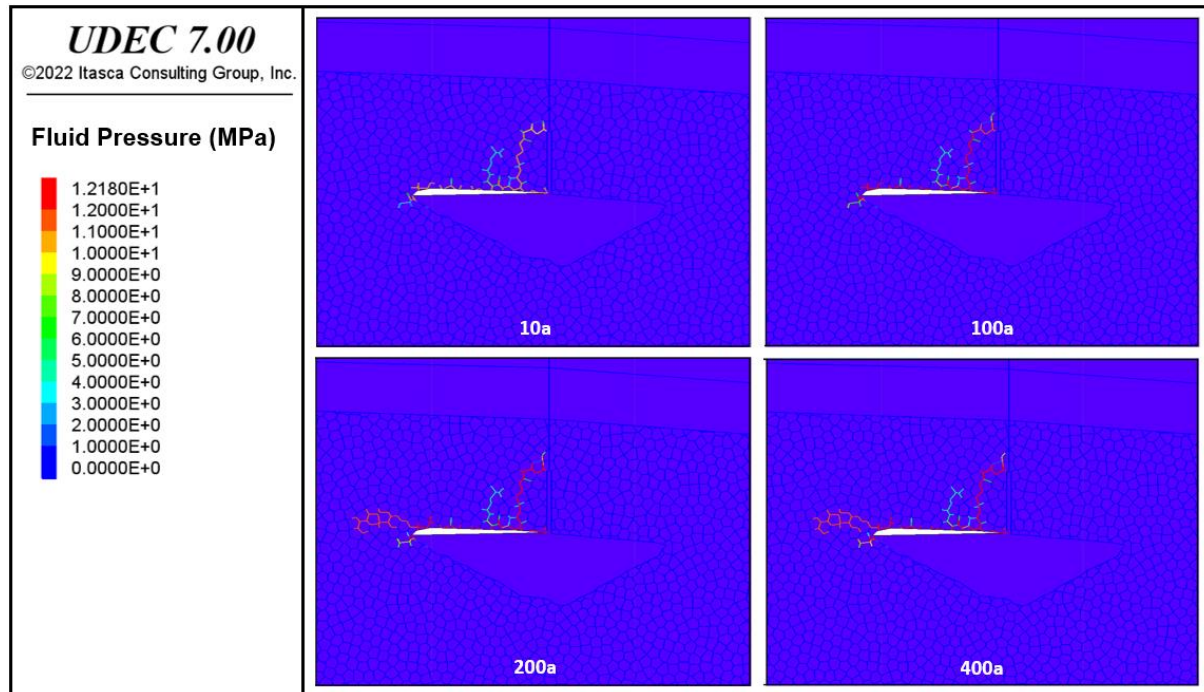 UDEC 7.00
©2022 Itasca Consulting Group, Inc.
Fluid Pressure (MPa)
1.2180E+1
1.2000E+1
1.1000E+1
1.0000E+1
9.0000E+0
8.0000E+0
7.0000E+0
6.0000E+0
5.0000E+0
4.0000E+0
3.0000E+0
2.0000E+0
1.0000E+0
0.0000E+0
10a
100a
200a
400a